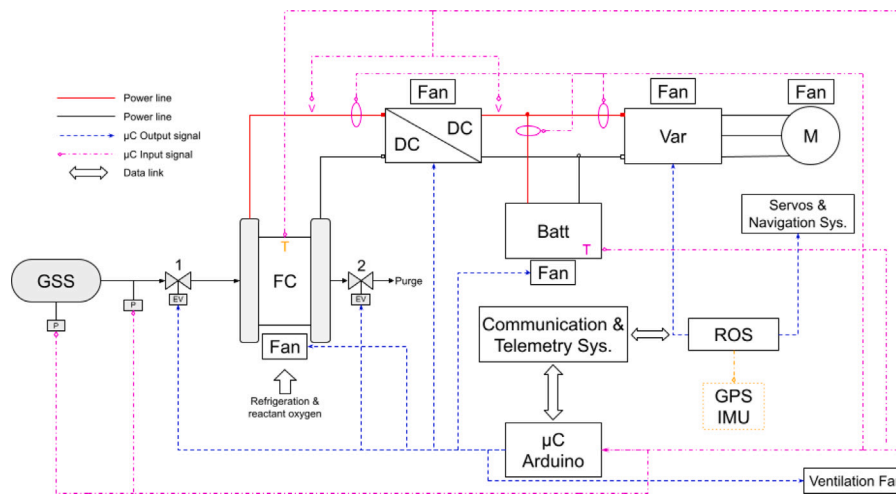 Power line
Power line
µC Output signal
µC Input signal
Data link
V
V
Fan
Fan
Fan
DC
DC
Var
M
Batt
T
Fan
Servos &
Navigation Sys.
T
GSS
1
2
FC
Purge
EV
EV
P
P
Fan
Refrigeration &
reactant oxygen
Communication &
Telemetry Sys.
ROS
GPS
IMU
µC
Arduino
Ventilation Fa